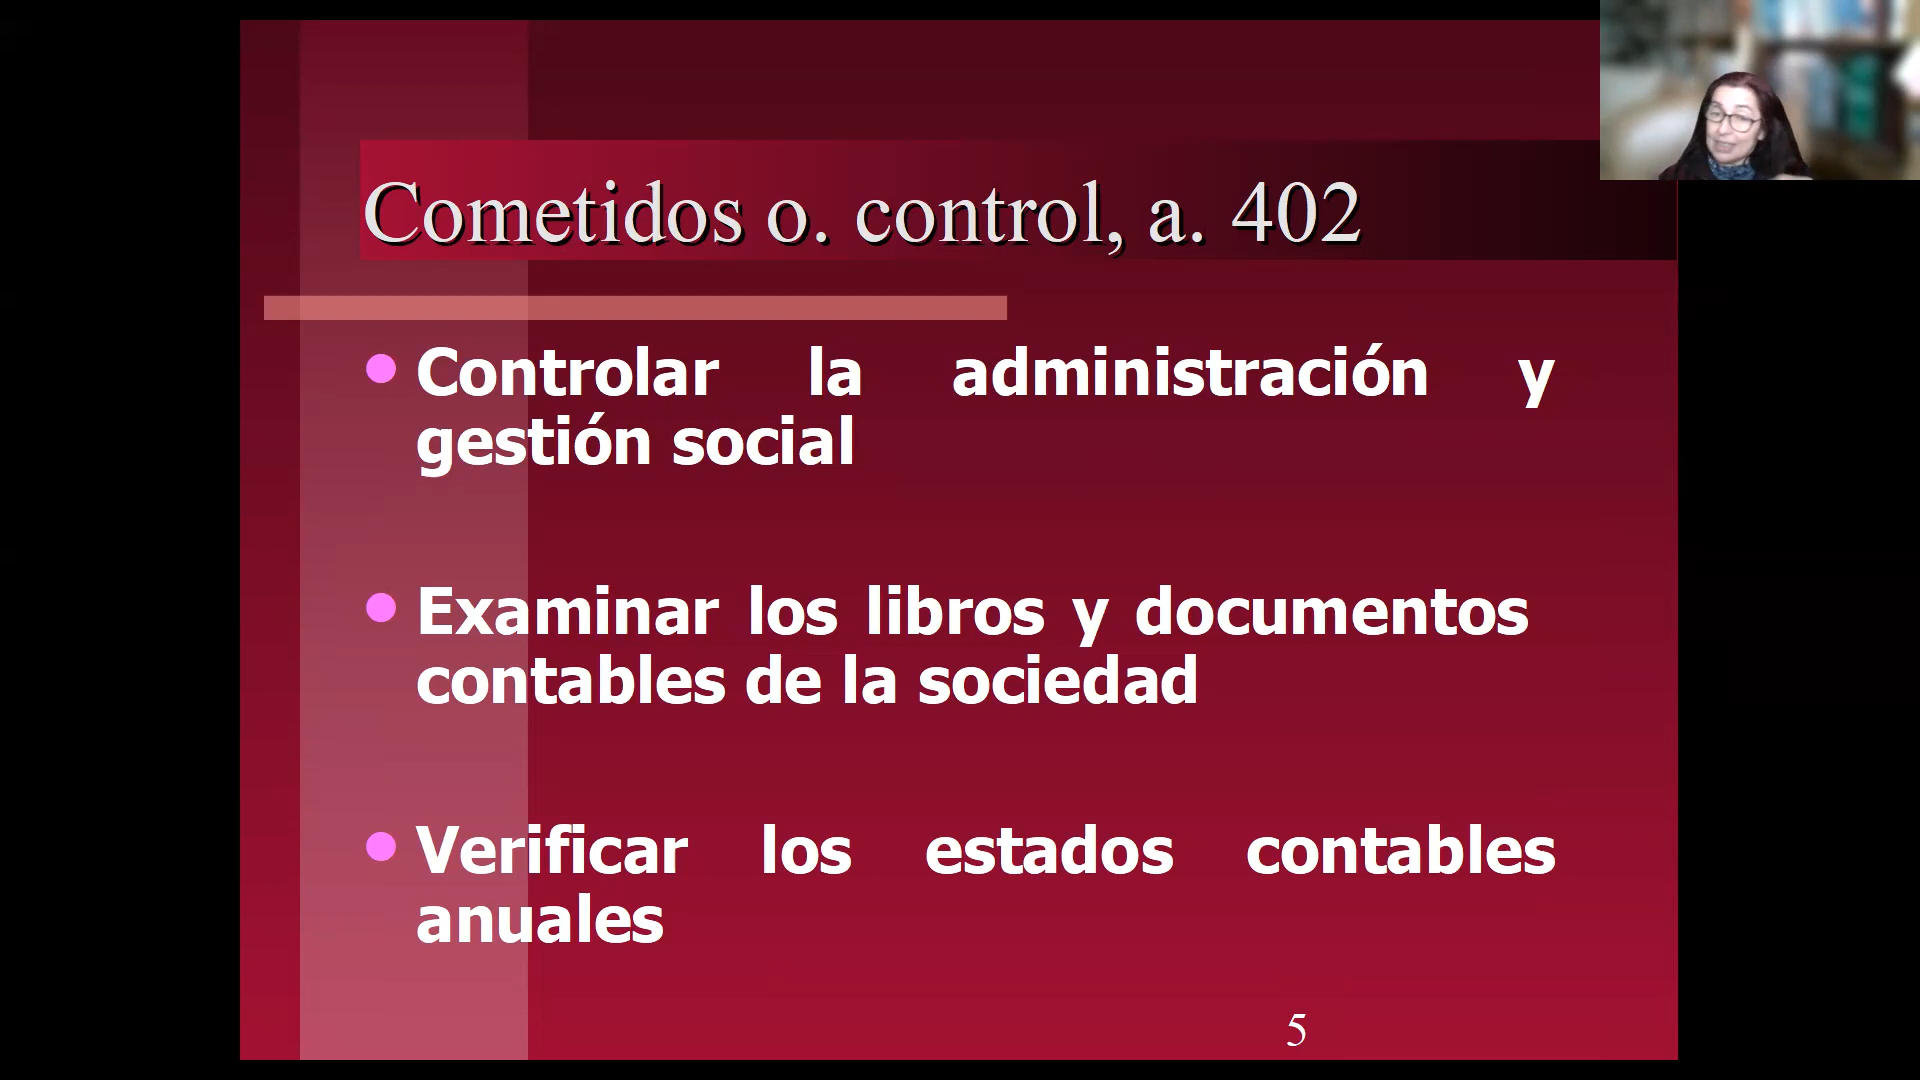 Cometidos o. control, a. 402
Controlar la administración y
gestión social
Examinar los libros y documentos
contables de la sociedad
Verificar los estados contables
anuales
5